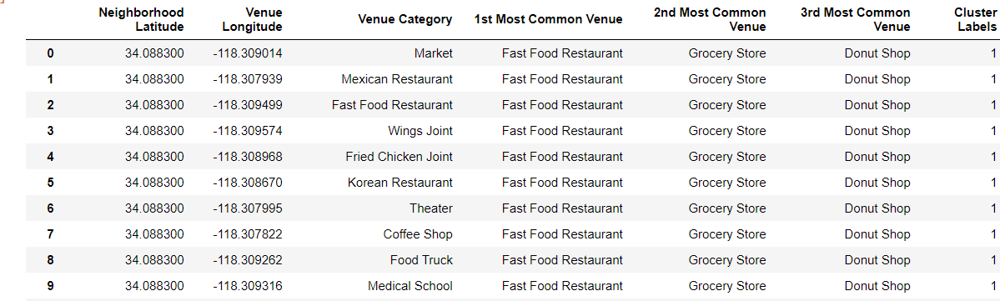 Neighborhood Latitude Venue Longitude Venue Category 1st Most Common Venue 2nd Most Common Venue 3rd Most Common Venue Cluster Labels
0 34.088300 -118.309014 Market Fast Food Restaurant Grocery Store Donut Shop 1
1 34.088300 -118.307939 Mexican Restaurant Fast Food Restaurant Grocery Store Donut Shop 1
2 34.088300 -118.309499 Fast Food Restaurant Fast Food Restaurant Grocery Store Donut Shop 1
3 34.088300 -118.309574 Wings Joint Fast Food Restaurant Grocery Store Donut Shop 1
4 34.088300 -118.308968 Fried Chicken Joint Fast Food Restaurant Grocery Store Donut Shop 1
5 34.088300 -118.308670 Korean Restaurant Fast Food Restaurant Grocery Store Donut Shop 1
6 34.088300 -118.307995 Theater Fast Food Restaurant Grocery Store Donut Shop 1
7 34.088300 -118.307822 Coffee Shop Fast Food Restaurant Grocery Store Donut Shop 1
8 34.088300 -118.309262 Food Truck Fast Food Restaurant Grocery Store Donut Shop 1
9 34.088300 -118.309316 Medical School Fast Food Restaurant Grocery Store Donut Shop 1